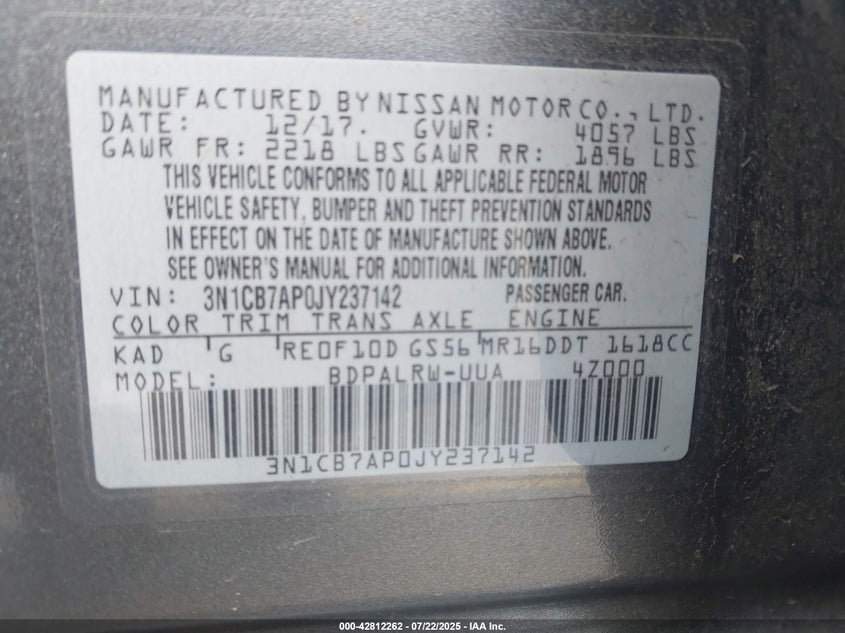 MANUFACTURED BY NISSAN MOTOR CO., LTD.
DATE: 12/17. GVWR: 4057 LBS
GAWR FR: 2218 LBS GAWR RR: 1896 LBS
THIS VEHICLE CONFORMS TO ALL APPLICABLE FEDERAL MOTOR
VEHICLE SAFETY, BUMPER AND THEFT PREVENTION STANDARDS
IN EFFECT ON THE DATE OF MANUFACTURE SHOWN ABOVE.
SEE OWNER'S MANUAL FOR ADDITIONAL INFORMATION.
VIN: 3N1CB7AP0JY237142 PASSENGER CAR.
COLOR TRIM TRANS AXLE ENGINE
KAD G RE0F10D GS56 MR16DDT 1618CC
MODEL: BDPALRW-UUA 4Z000
3N1CB7AP0JY237142
000-42812262 - 07/22/2025 - IAA Inc.